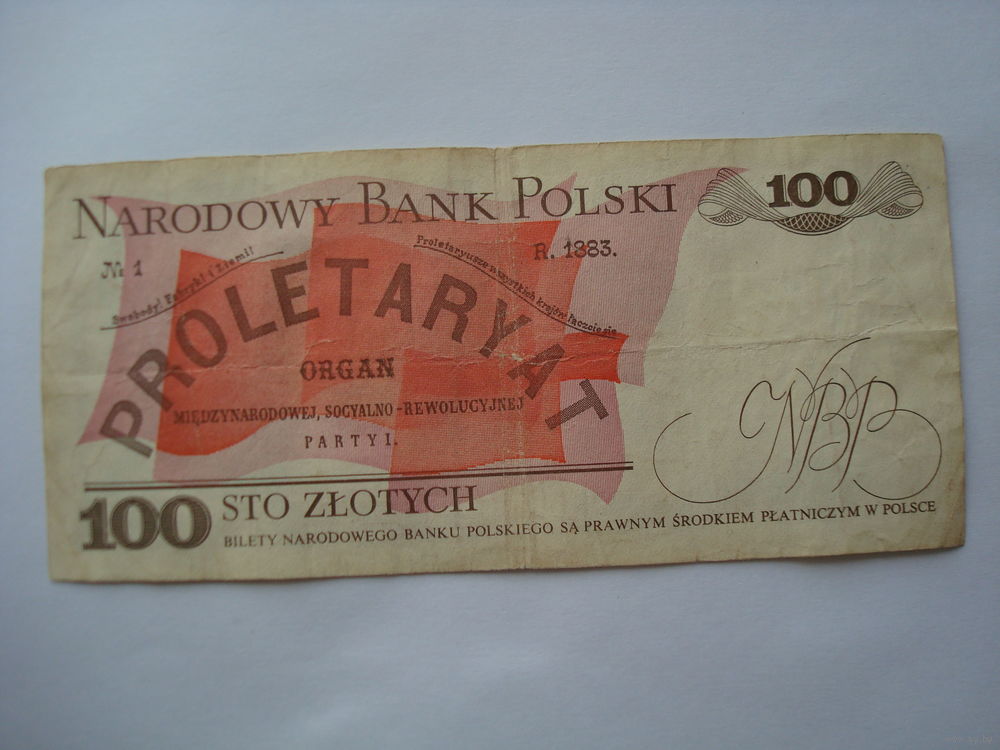 NARODOWY BANK POLSKI
100
№ 1
Swoboda, Fabryki i Ziemi!
Proletaryusze wszystkich krajów łączcie się
R. 1883.
PROLETARYAT
ORGAN
MIĘDZYNARODOWEJ, SOCYALNO-REWOLUCYJNEJ
PARTYI.
NBP
100 STO ZŁOTYCH
BILETY NARODOWEGO BANKU POLSKIEGO SĄ PRAWNYM ŚRODKIEM PŁATNICZYM W POLSCE